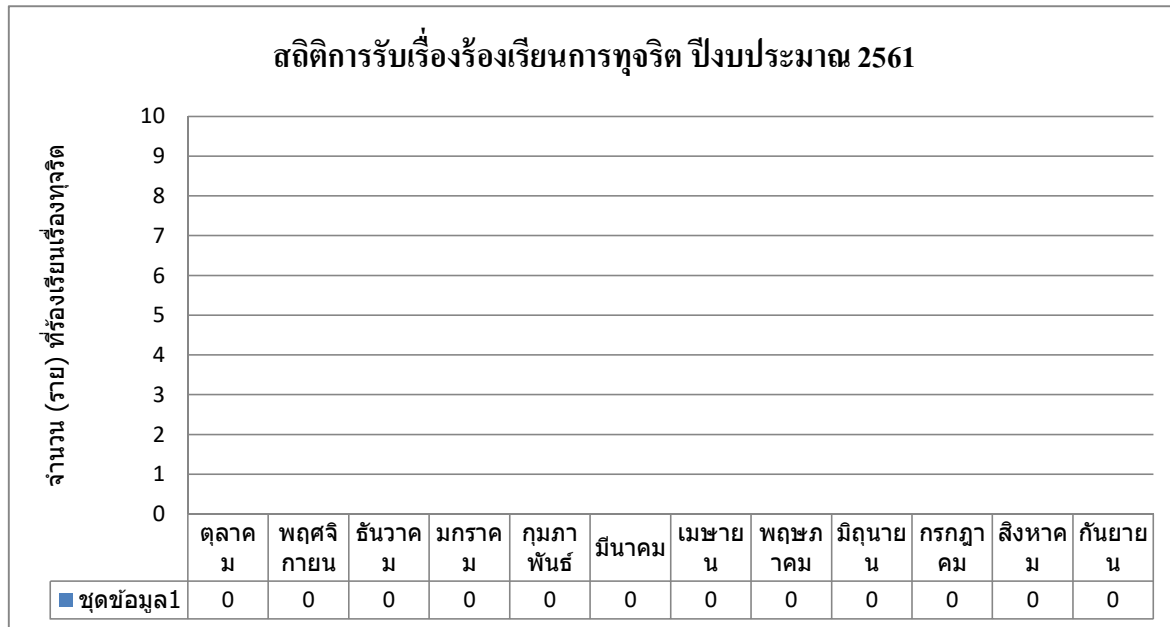 สถิติการรับเรื่องร้องเรียนการทุจริต ปีงบประมาณ 2561
จำนวน (ราย) ที่ร้องเรียนเรื่องทุจริต
10
9
8
7
6
5
4
3
2
1
0
ตุลาค
ม
พฤศจิ
กายน
ธันวาค
ม
มกราค
ม
กุมภา
พันธ์
มีนาคม
เมษาย
น
พฤษภ
าคม
มิถุนาย
น
กรกฎา
คม
สิงหาค
ม
กันยาย
น
ชุดข้อมูล1 0 0 0 0 0 0 0 0 0 0 0 0